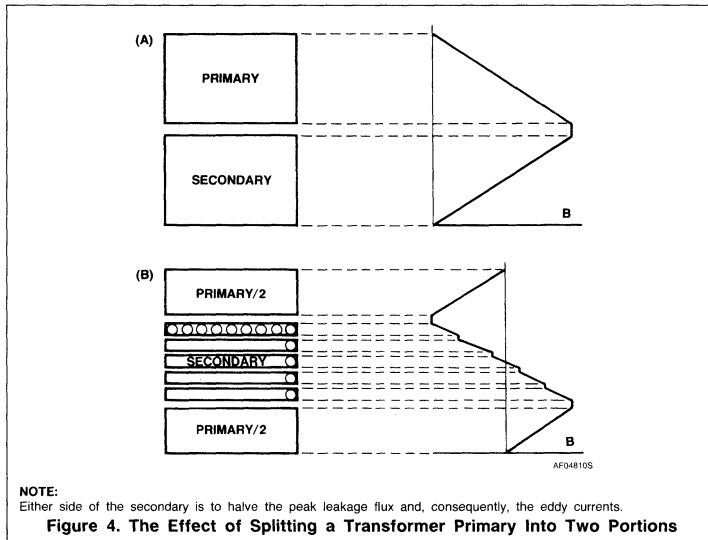 (A)
PRIMARY
SECONDARY
B
(B)
PRIMARY/2
SECONDARY
PRIMARY/2
B
AF04810S
NOTE:
Either side of the secondary is to halve the peak leakage flux and, consequently, the eddy currents.
Figure 4. The Effect of Splitting a Transformer Primary Into Two Portions